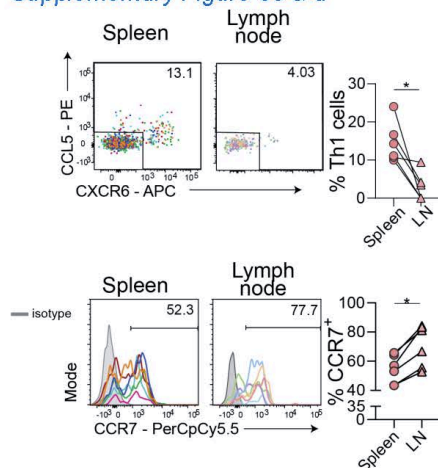 Spleen
Lymph
node
13.1
4.03
10⁵
10⁴
10³
0
-10³
CCL5 - PE
0 10³ 10⁴ 10⁵
10³ 10⁴ 10⁵
CXCR6 - APC
% Th1 cells
30
20
10
0
*
Spleen
LN
Spleen
Lymph
node
isotype
52.3
77.7
Mode
-10³ 0 10³ 10⁴ 10⁵
-10³ 0 10³ 10⁴ 10⁵
CCR7 - PerCpCy5.5
% CCR7⁺
100
80
60
40
35
0
*
Spleen
LN